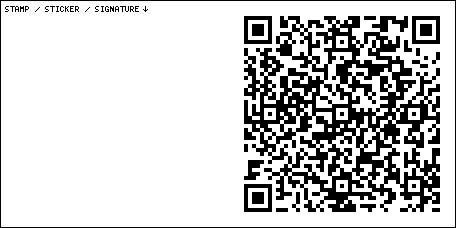 STAMP / STICKER / SIGNATURE ↓